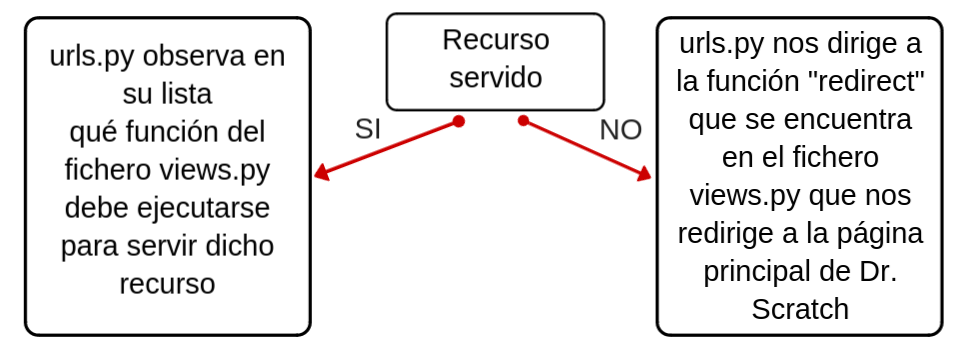 urls.py observa en
su lista
qué función del
fichero views.py
debe ejecutarse
para servir dicho
recurso
SI
Recurso
servido
NO
urls.py nos dirige a
la función "redirect"
que se encuentra
en el fichero
views.py que nos
redirige a la página
principal de Dr.
Scratch